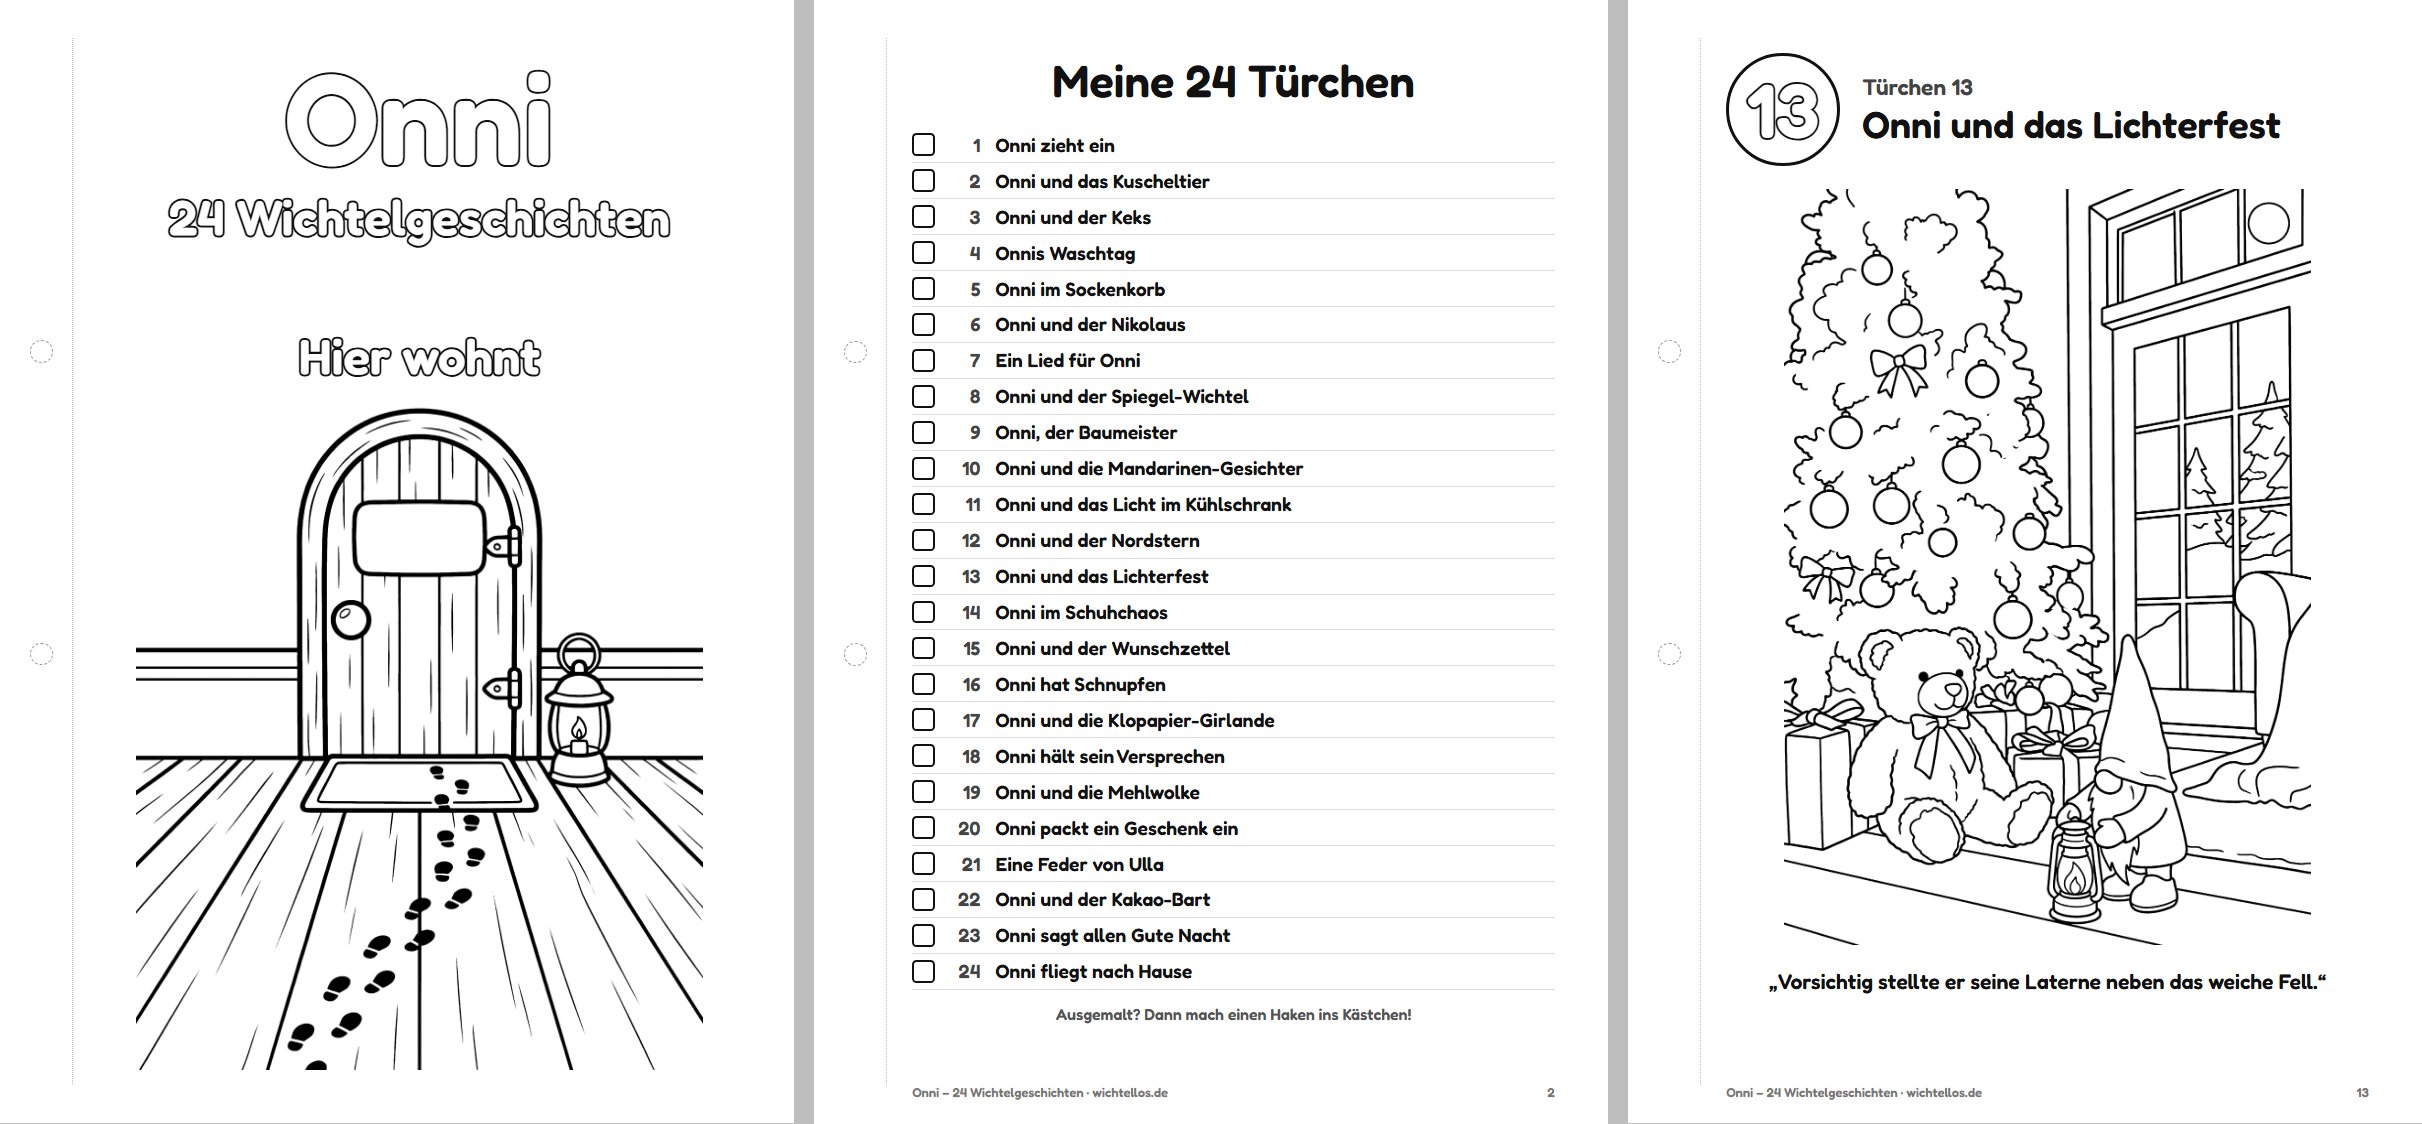 Onni
24 Wichtelgeschichten
Hier wohnt
Meine 24 Türchen
1 Onni zieht ein
2 Onni und das Kuscheltier
3 Onni und der Keks
4 Onnis Waschtag
5 Onni im Sockenkorb
6 Onni und der Nikolaus
7 Ein Lied für Onni
8 Onni und der Spiegel-Wichtel
9 Onni, der Baumeister
10 Onni und die Mandarinen-Gesichter
11 Onni und das Licht im Kühlschrank
12 Onni und der Nordstern
13 Onni und das Lichterfest
14 Onni im Schuhchaos
15 Onni und der Wunschzettel
16 Onni hat Schnupfen
17 Onni und die Klopapier-Girlande
18 Onni hält sein Versprechen
19 Onni und die Mehlwolke
20 Onni packt ein Geschenk ein
21 Eine Feder von Ulla
22 Onni und der Kakao-Bart
23 Onni sagt allen Gute Nacht
24 Onni fliegt nach Hause
Ausgemalt? Dann mach einen Haken ins Kästchen!
Onni – 24 Wichtelgeschichten · wichtellos.de 2
13
Türchen 13
Onni und das Lichterfest
„Vorsichtig stellte er seine Laterne neben das weiche Fell.“
Onni – 24 Wichtelgeschichten · wichtellos.de 13